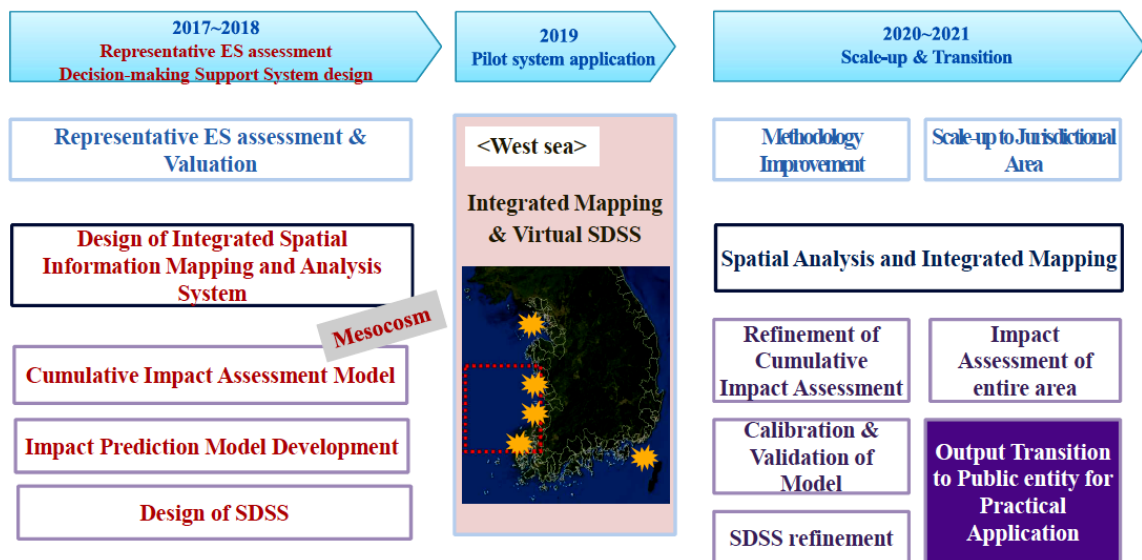 2017~2018
Representative ES assessment
Decision-making Support System design
2019
Pilot system application
2020~2021
Scale-up & Transition
Representative ES assessment &
Valuation
Design of Integrated Spatial
Information Mapping and Analysis
System
Mesocosm
Cumulative Impact Assessment Model
Impact Prediction Model Development
Design of SDSS
<West sea>
Integrated Mapping
& Virtual SDSS
Methodology
Improvement
Scale-up to Jurisdictional
Area
Spatial Analysis and Integrated Mapping
Refinement of
Cumulative
Impact Assessment
Impact
Assessment of
entire area
Calibration &
Validation of
Model
Output Transition
to Public entity for
Practical
Application
SDSS refinement